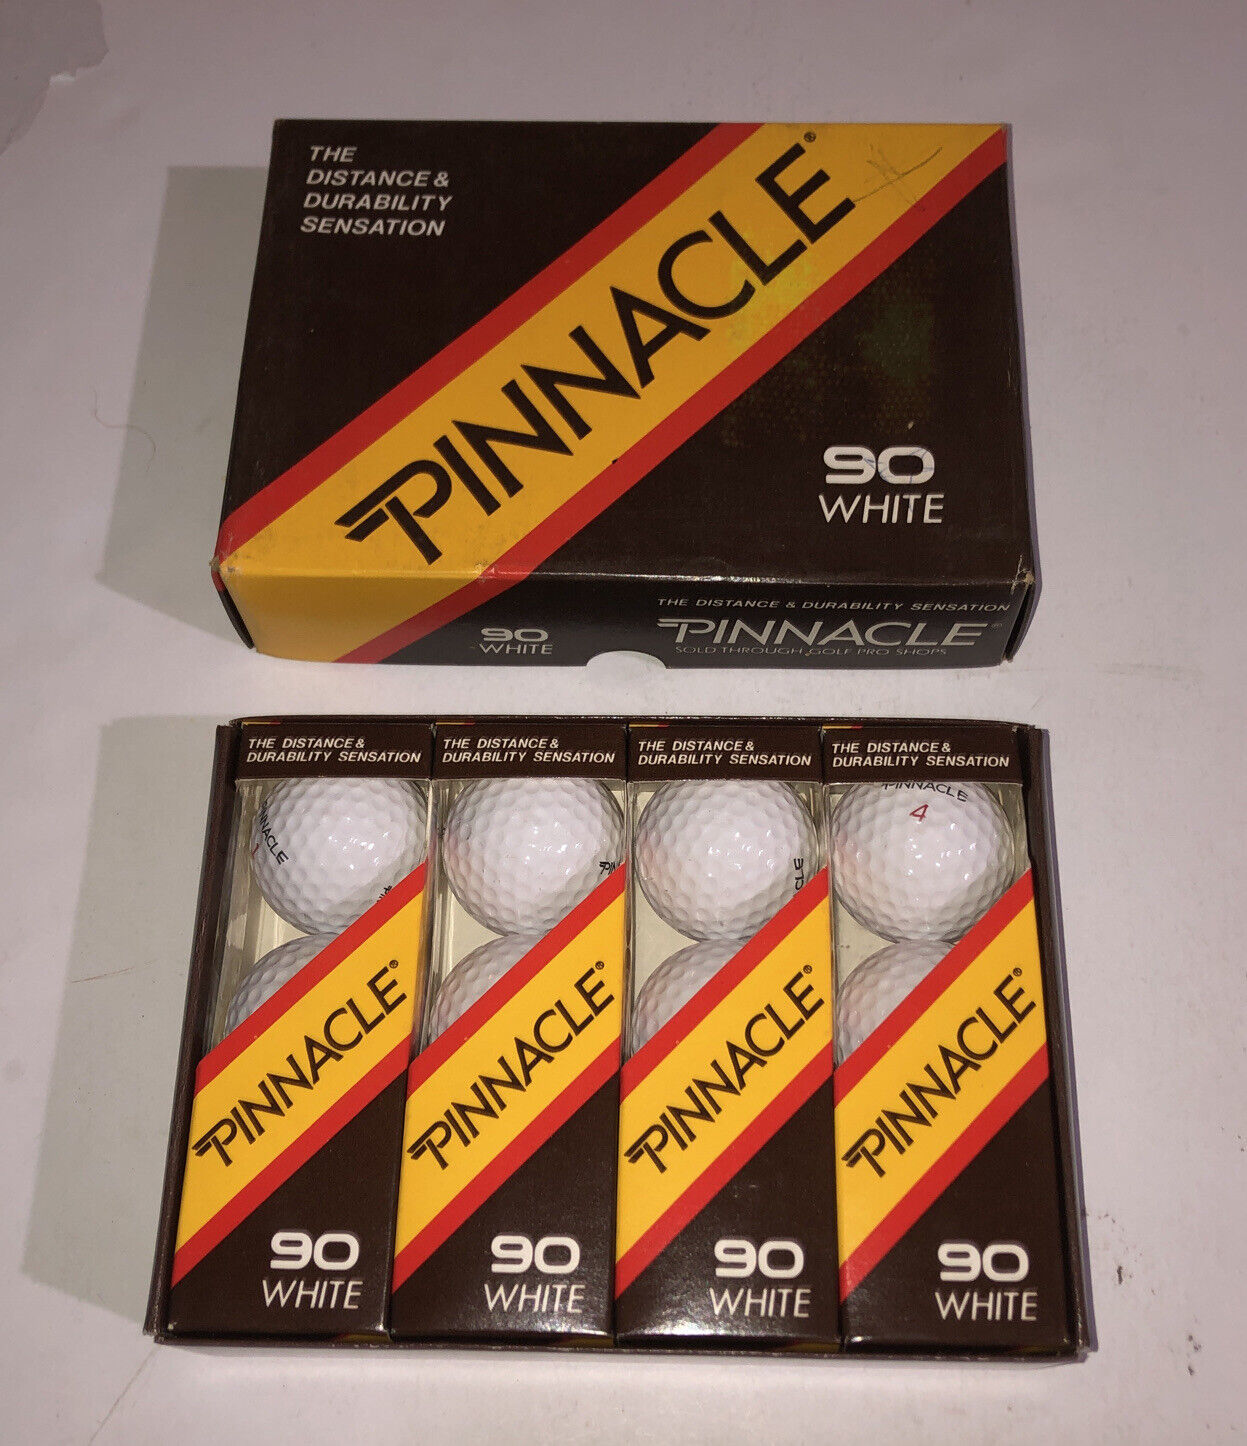 THE
DISTANCE &
DURABILITY
SENSATION
PINNACLE®
90
WHITE
THE DISTANCE & DURABILITY SENSATION
PINNACLE®
SOLD THROUGH GOLF PRO SHOPS
90
WHITE
THE DISTANCE &
DURABILITY SENSATION
PINNACLE®
90
WHITE
THE DISTANCE &
DURABILITY SENSATION
PINNACLE®
90
WHITE
THE DISTANCE &
DURABILITY SENSATION
PINNACLE®
90
WHITE
THE DISTANCE &
DURABILITY SENSATION
PINNACLE
4
PINNACLE®
90
WHITE